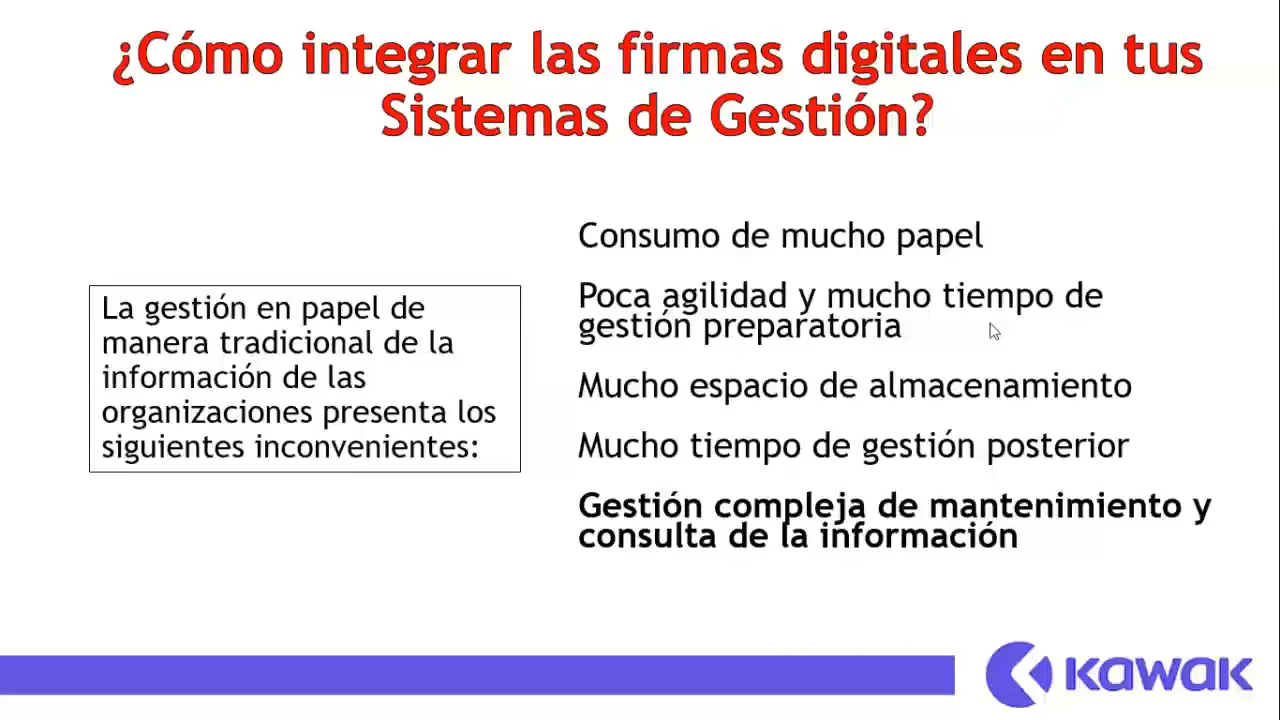 ¿Cómo integrar las firmas digitales en tus
Sistemas de Gestión?
La gestión en papel de
manera tradicional de la
información de las
organizaciones presenta los
siguientes inconvenientes:
Consumo de mucho papel
Poca agilidad y mucho tiempo de
gestión preparatoria
Mucho espacio de almacenamiento
Mucho tiempo de gestión posterior
Gestión compleja de mantenimiento y
consulta de la información
KAWAK